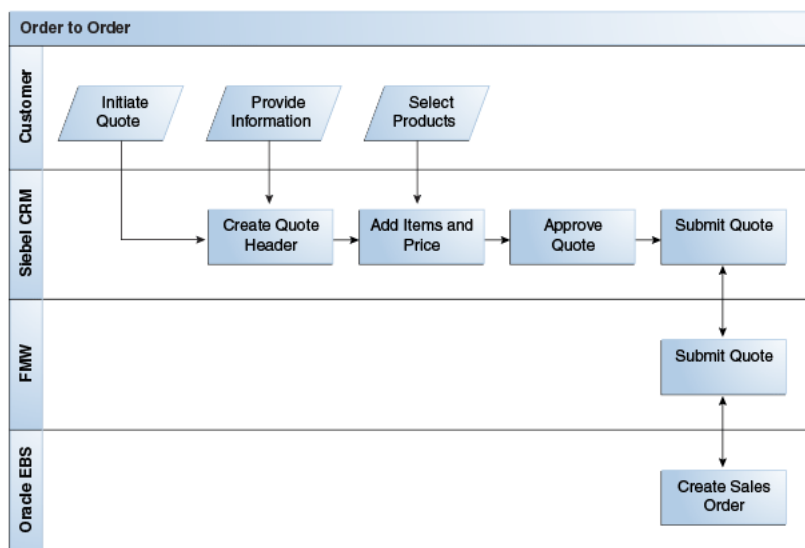 Order to Order
Customer
Initiate
Quote
Provide
Information
Select
Products
Siebel CRM
Create Quote
Header
Add Items and
Price
Approve
Quote
Submit Quote
FMW
Submit Quote
Oracle EBS
Create Sales
Order